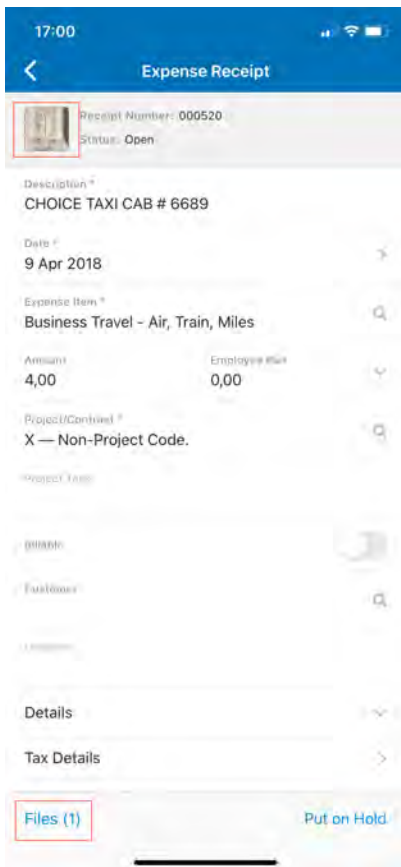 17:00
Expense Receipt
Receipt Number: 000520
Status: Open
Description *
CHOICE TAXI CAB # 6689
Date *
9 Apr 2018
Expense Item *
Business Travel - Air, Train, Miles
Amount Employee Part
4,00 0,00
Project/Contract *
X — Non-Project Code.
Project Task
Billable
Customer
Location
Details
Tax Details
Files (1) Put on Hold